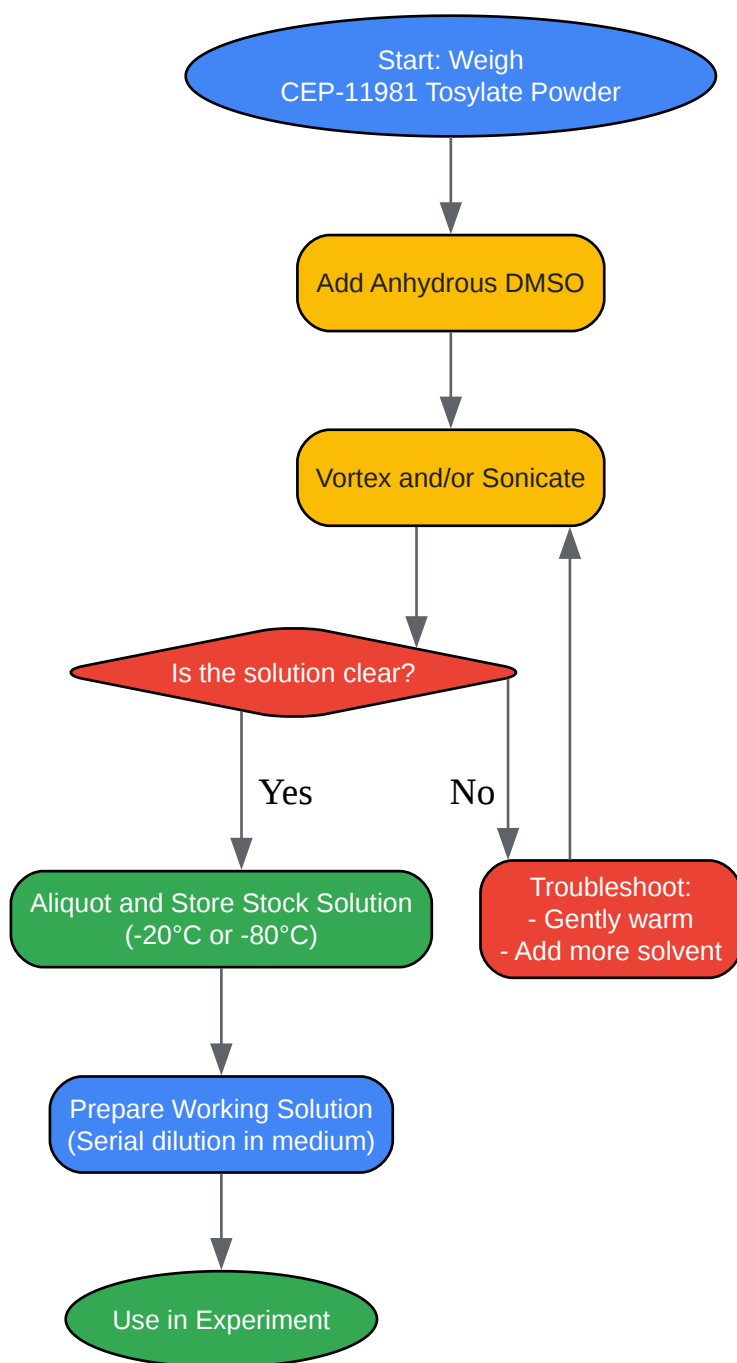 Start: Weigh
CEP-11981 Tosylate Powder
Add Anhydrous DMSO
Vortex and/or Sonicate
Is the solution clear?
Yes
No
Aliquot and Store Stock Solution
(-20°C or -80°C)
Troubleshoot:
- Gently warm
- Add more solvent
Prepare Working Solution
(Serial dilution in medium)
Use in Experiment